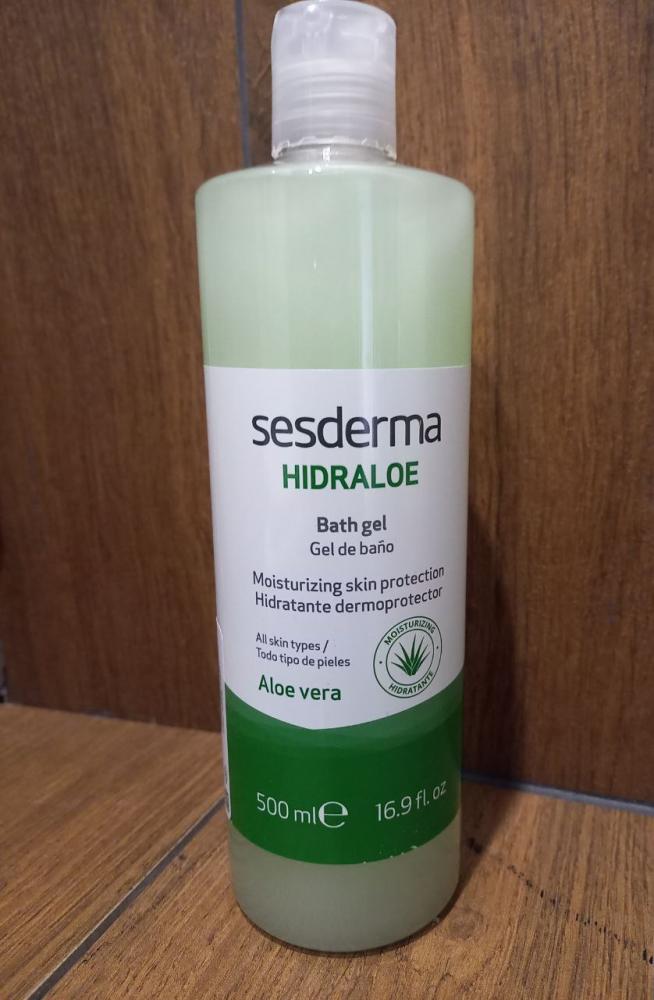 sesderma
HIDRALOE
Bath gel
Gel de baño
Moisturizing skin protection
Hidratante dermoprotector
All skin types /
Todo tipo de pieles
Aloe vera
MOISTURIZING
HIDRATANTE
500 ml℮ 16.9 fl. oz